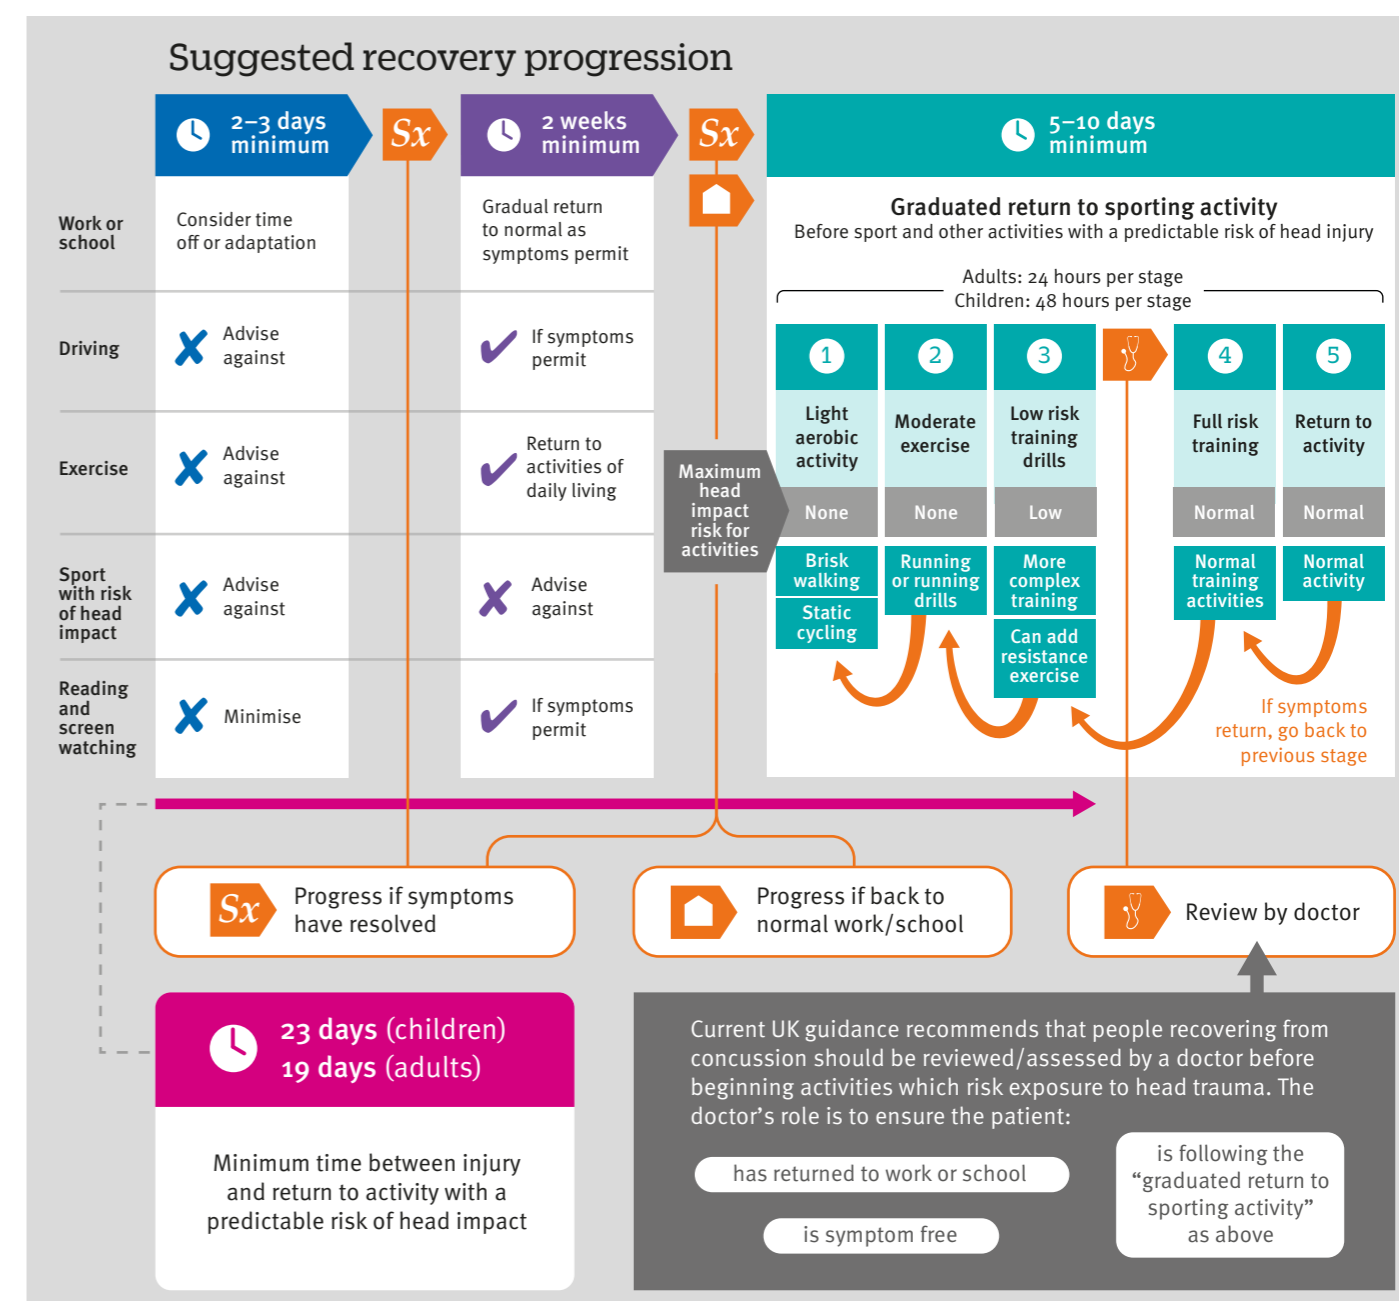 Suggested recovery progression
2–3 days
minimum
Sx
2 weeks
minimum
Sx
5–10 days
minimum
Work or
school
Consider time
off or adaptation
Gradual return
to normal as
symptoms permit
Driving
Advise
against
If symptoms
permit
Exercise
Advise
against
Return to
activities of
daily living
Sport
with risk
of head
impact
Advise
against
Advise
against
Reading
and
screen
watching
Minimise
If symptoms
permit
Graduated return to sporting activity
Before sport and other activities with a predictable risk of head injury
Adults: 24 hours per stage
Children: 48 hours per stage
1
2
3
4
5
Light
aerobic
activity
Moderate
exercise
Low risk
training
drills
Full risk
training
Return to
activity
Maximum
head
impact
risk for
activities
None
None
Low
Normal
Normal
Brisk
walking
Static
cycling
Running
or running
drills
More
complex
training
Can add
resistance
exercise
Normal
training
activities
Normal
activity
If symptoms
return, go back to
previous stage
Sx
Progress if symptoms
have resolved
Progress if back to
normal work/school
Review by doctor
23 days (children)
19 days (adults)
Minimum time between injury
and return to activity with a
predictable risk of head impact
Current UK guidance recommends that people recovering from
concussion should be reviewed/assessed by a doctor before
beginning activities which risk exposure to head trauma. The
doctor's role is to ensure the patient:
has returned to work or school
is symptom free
is following the
"graduated return to
sporting activity"
as above